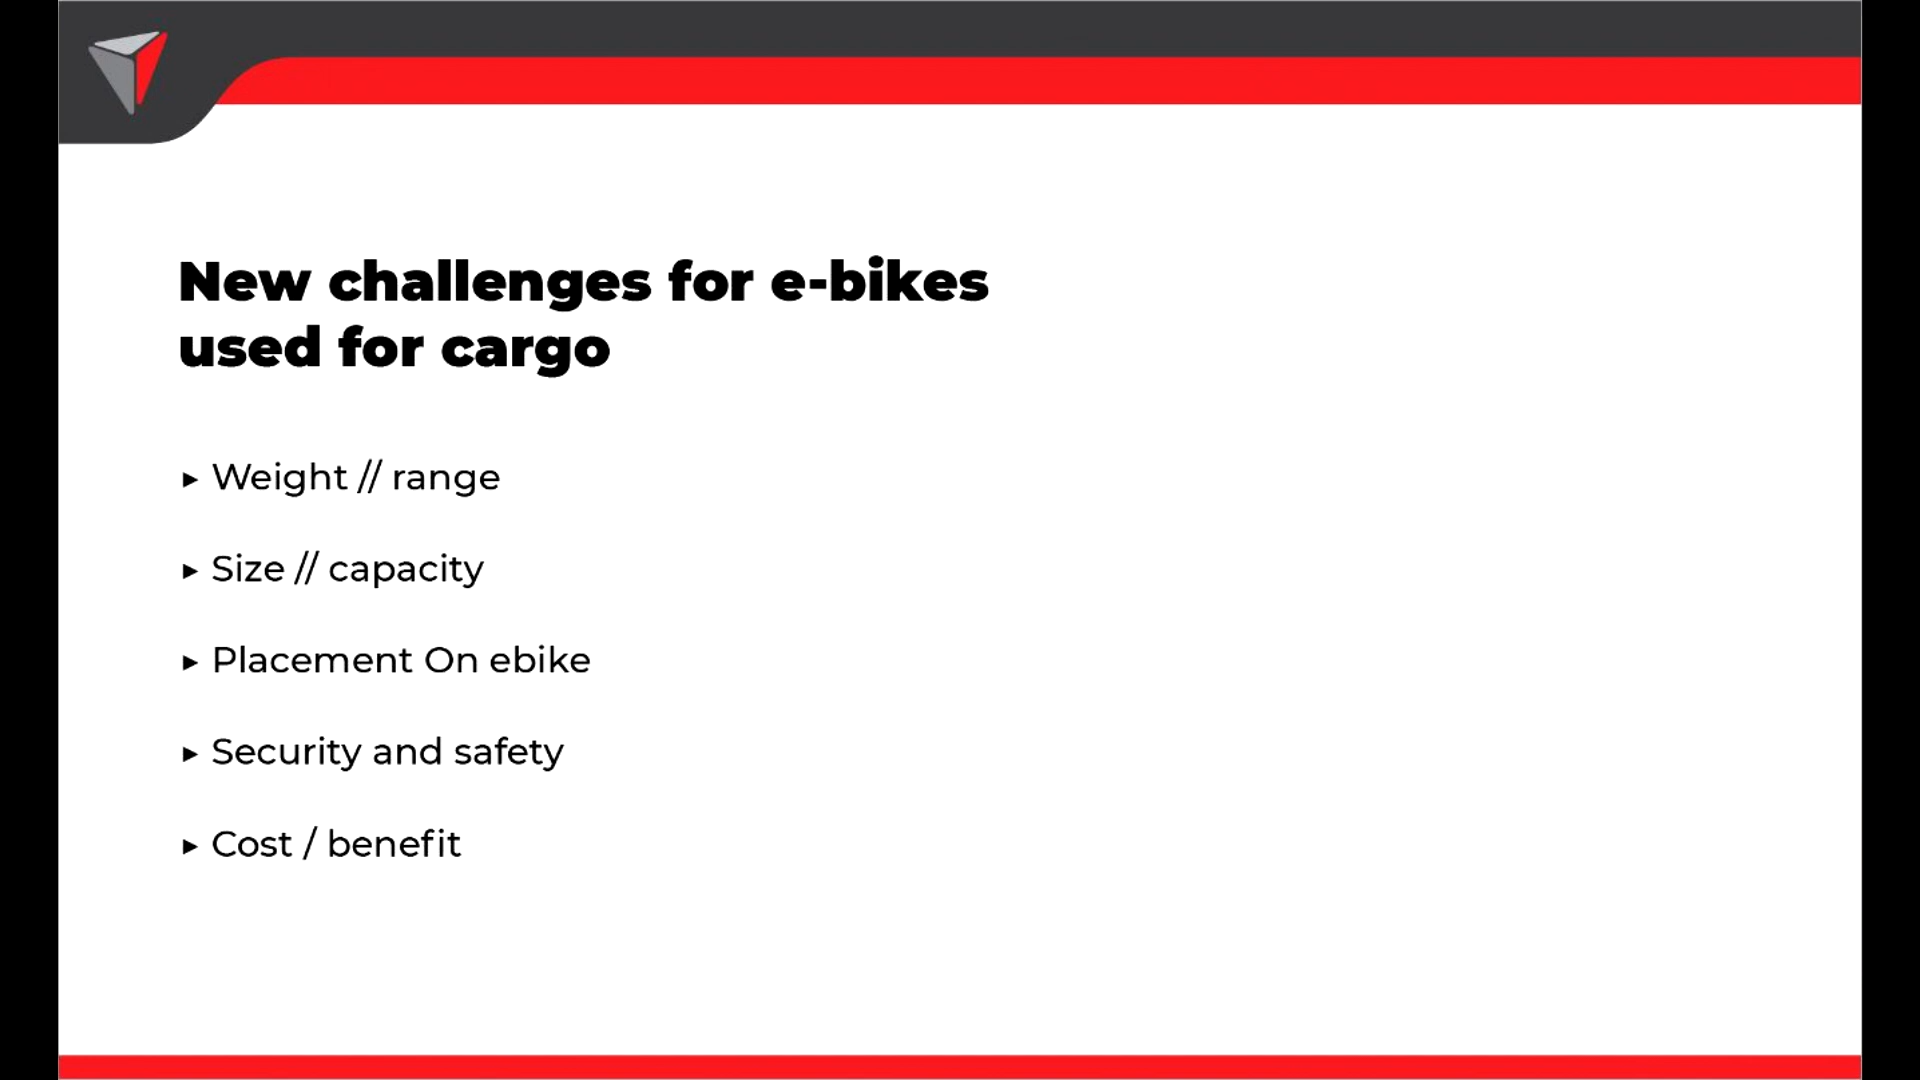 New challenges for e-bikes
used for cargo
▸ Weight // range
▸ Size // capacity
▸ Placement On ebike
▸ Security and safety
▸ Cost / benefit